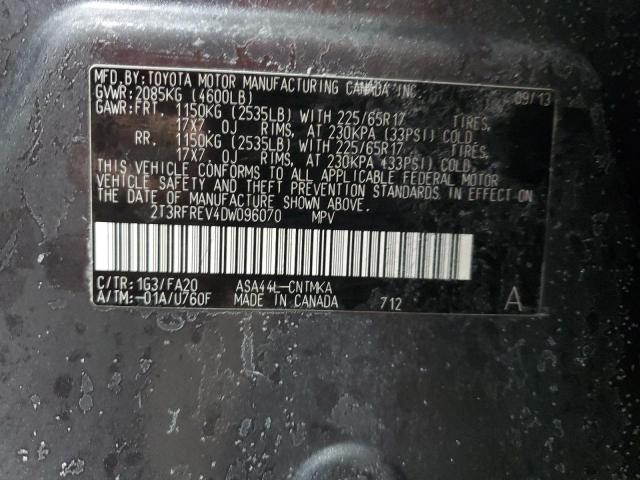 MFD. BY: TOYOTA MOTOR MANUFACTURING CANADA INC. 09/13
GVWR: 2085KG (4600LB)
GAWR: FRT. 1150KG (2535LB) WITH 225/65R17 TIRES,
17X7. 0J RIMS, AT 230KPA (33PSI) COLD
RR. 1150KG (2535LB) WITH 225/65R17 TIRES,
17X7. 0J RIMS, AT 230KPA (33PSI) COLD.
THIS VEHICLE CONFORMS TO ALL APPLICABLE FEDERAL MOTOR
VEHICLE SAFETY AND THEFT PREVENTION STANDARDS IN EFFECT ON
THE DATE OF MANUFACTURE SHOWN ABOVE.
2T3RFREV4DW096070 MPV
C/TR: 1G3/FA20 ASA44L-CNTMKA
A/TM: -01A/U760F MADE IN CANADA 712 A